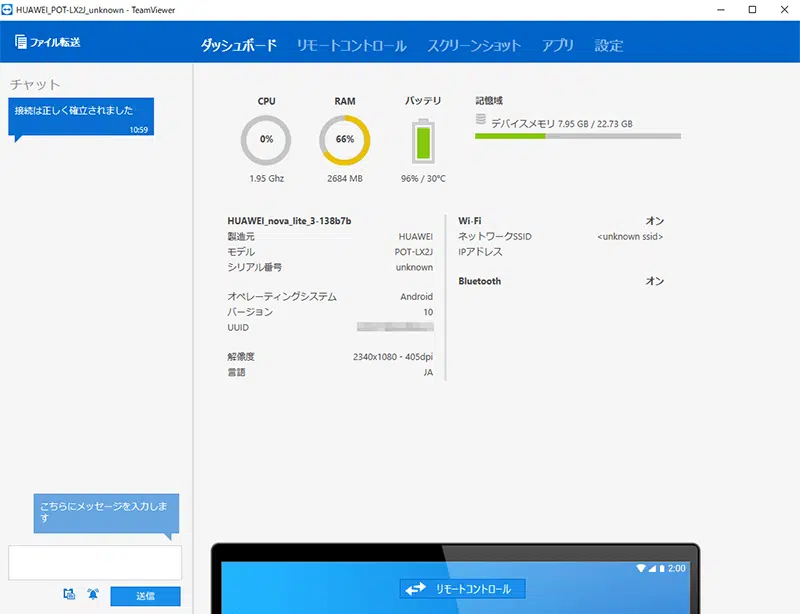 HUAWEI_POT-LX2J_unknown - TeamViewer
ファイル転送
ダッシュボード リモートコントロール スクリーンショット アプリ 設定
チャット
接続は正しく確立されました
10:59
CPU
0%
1.95 Ghz
RAM
66%
2684 MB
バッテリ
96% / 30°C
記憶域
デバイスメモリ 7.95 GB / 22.73 GB
HUAWEI_nova_lite_3-138b7b
製造元 HUAWEI
モデル POT-LX2J
シリアル番号 unknown
オペレーティングシステム Android
バージョン 10
UUID
解像度 2340x1080 - 405dpi
言語 JA
Wi-Fi オン
ネットワークSSID <unknown ssid>
IPアドレス
Bluetooth オン
こちらにメッセージを入力しま
す
送信
2:00
リモートコントロール